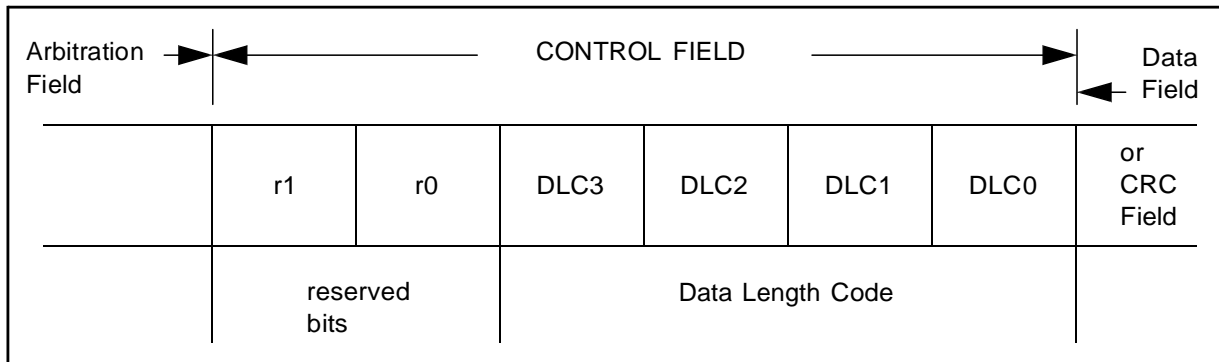 Arbitration
Field
CONTROL FIELD
Data
Field
r1
r0
DLC3
DLC2
DLC1
DLC0
or
CRC
Field
reserved
bits
Data Length Code